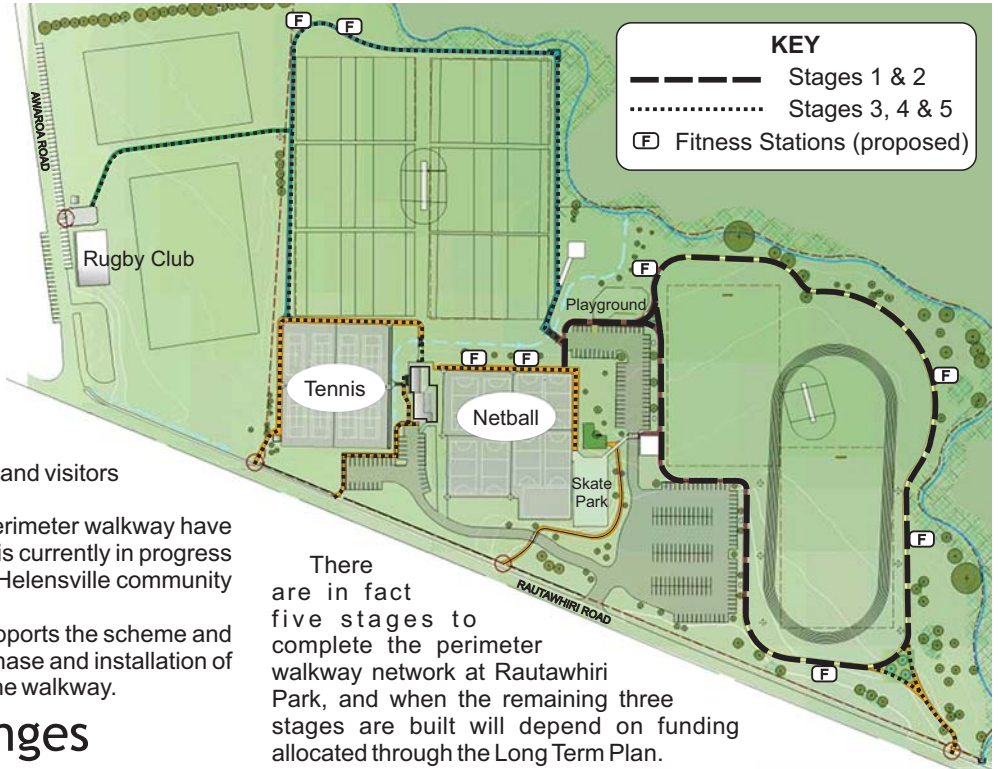 F
F
KEY
Stages 1 & 2
Stages 3, 4 & 5
F Fitness Stations (proposed)
AWAROA ROAD
Rugby Club
F
Playground
Tennis
F
F
Netball
F
Skate
Park
F
F
RAUTAWHIRI ROAD
and visitors
erimeter walkway have
is currently in progress
Helensville community
pports the scheme and
hase and installation of
ne walkway.
nges
There
are in fact
five stages to
complete the perimeter
walkway network at Rautawhiri
Park, and when the remaining three
stages are built will depend on funding
allocated through the Long Term Plan.